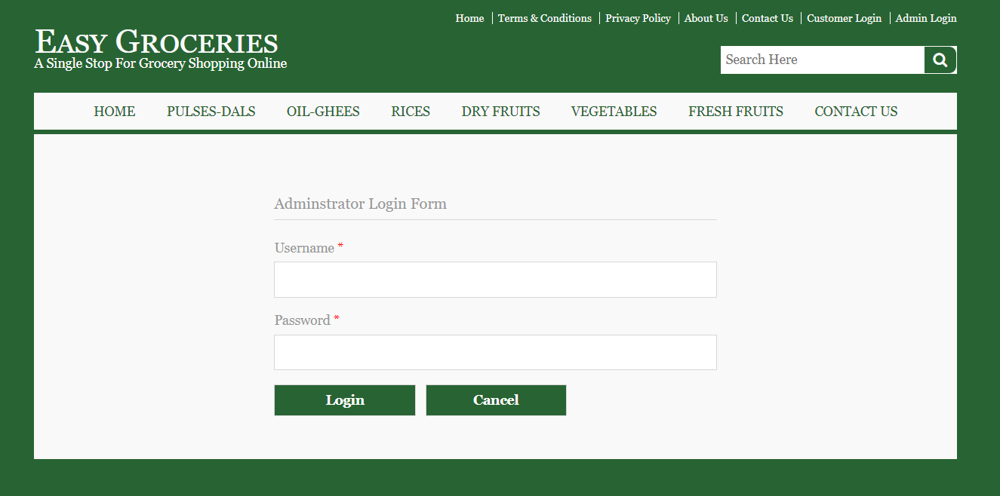 Home Terms & Conditions Privacy Policy About Us Contact Us Customer Login Admin Login
EASY GROCERIES
A Single Stop For Grocery Shopping Online
Search Here
HOME PULSES-DALS OIL-GHEES RICES DRY FRUITS VEGETABLES FRESH FRUITS CONTACT US
Adminstrator Login Form
Username *
Password *
Login Cancel